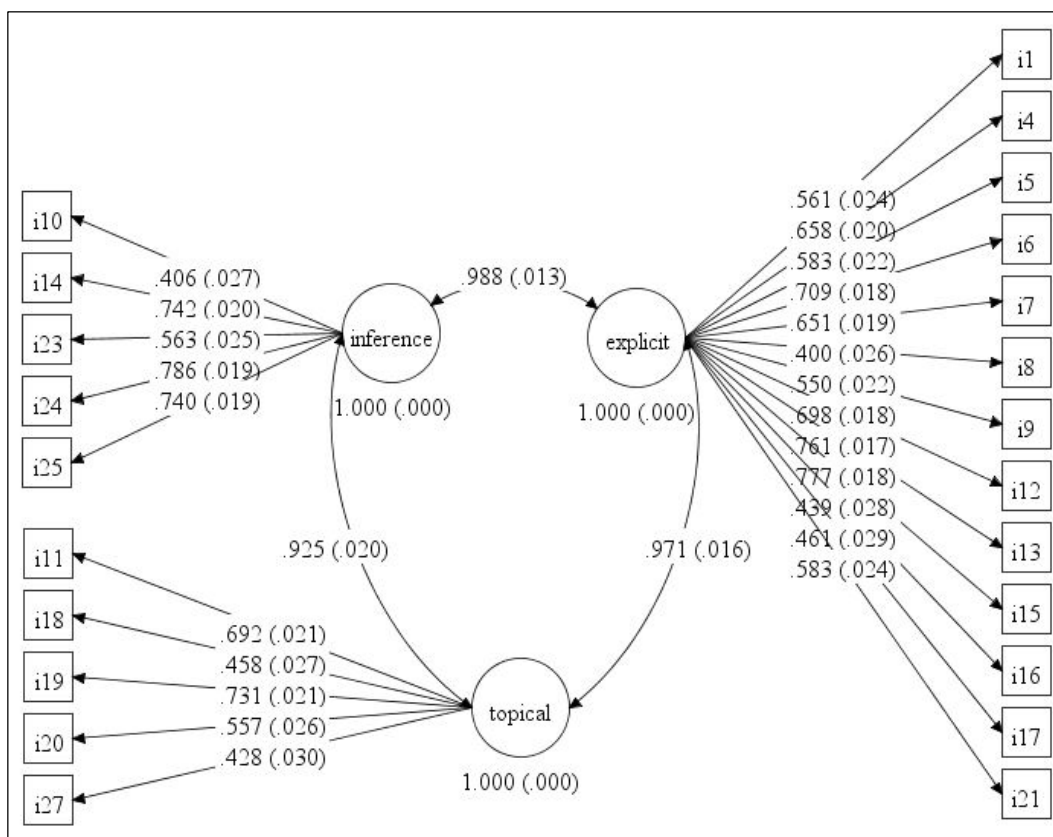 i10
i14
i23
i24
i25
.406 (.027)
.742 (.020)
.563 (.025)
.786 (.019)
.740 (.019)
inference
1.000 (.000)
.988 (.013)
explicit
1.000 (.000)
.561 (.024)
.658 (.020)
.583 (.022)
.709 (.018)
.651 (.019)
.400 (.026)
.550 (.022)
.698 (.018)
.761 (.017)
.777 (.018)
.439 (.028)
.461 (.029)
.583 (.024)
i1
i4
i5
i6
i7
i8
i9
i12
i13
i15
i16
i17
i21
.925 (.020)
.971 (.016)
i11
i18
i19
i20
i27
.692 (.021)
.458 (.027)
.731 (.021)
.557 (.026)
.428 (.030)
topical
1.000 (.000)